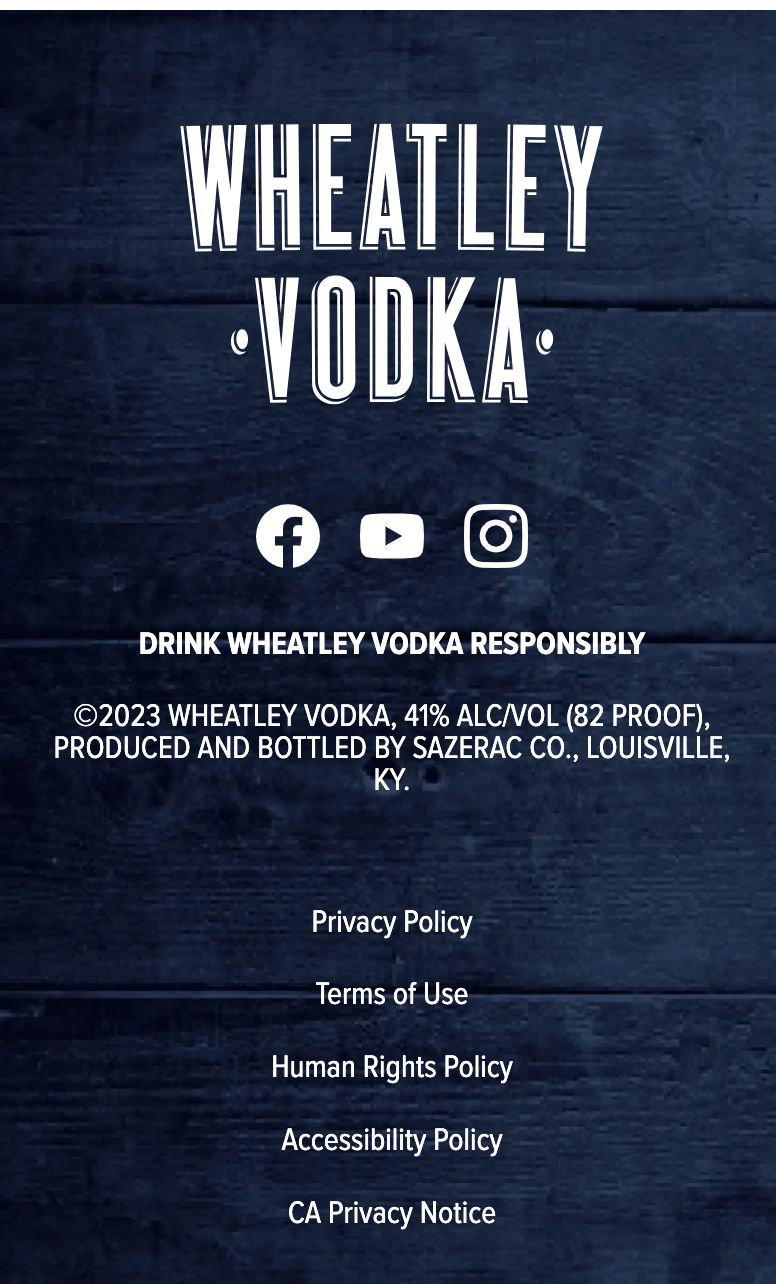 WHEATLEY
·VODKA·
DRINK WHEATLEY VODKA RESPONSIBLY
©2023 WHEATLEY VODKA, 41% ALC/VOL (82 PROOF),
PRODUCED AND BOTTLED BY SAZERAC CO., LOUISVILLE,
KY.
Privacy Policy
Terms of Use
Human Rights Policy
Accessibility Policy
CA Privacy Notice